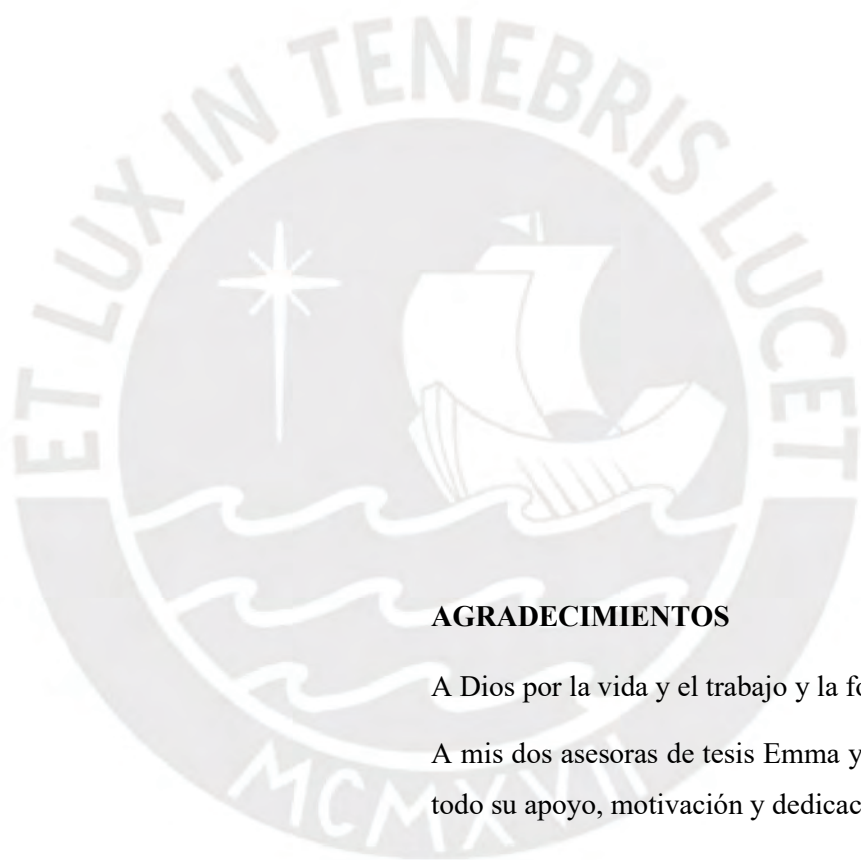 ET LUX IN TENEBRIS LUCET
MCMXVII
AGRADECIMIENTOS
A Dios por la vida y el trabajo y la
A mis dos asesoras de tesis Emma y
todo su apoyo, motivación y